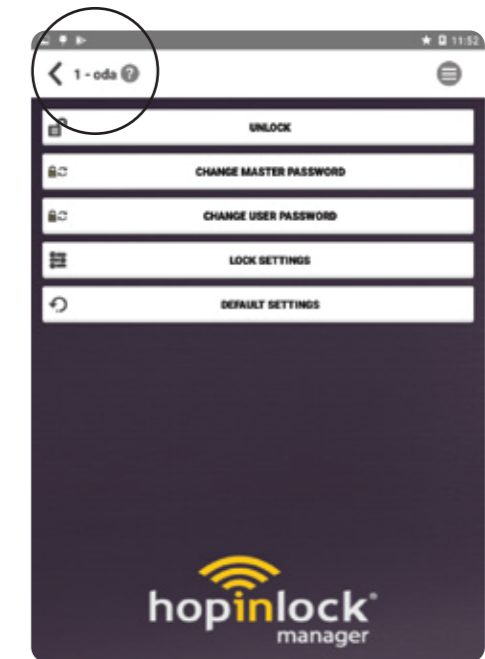 11:52
1 - oda
UNLOCK
CHANGE MASTER PASSWORD
CHANGE USER PASSWORD
LOCK SETTINGS
DEFAULT SETTINGS
hopinlock®
manager